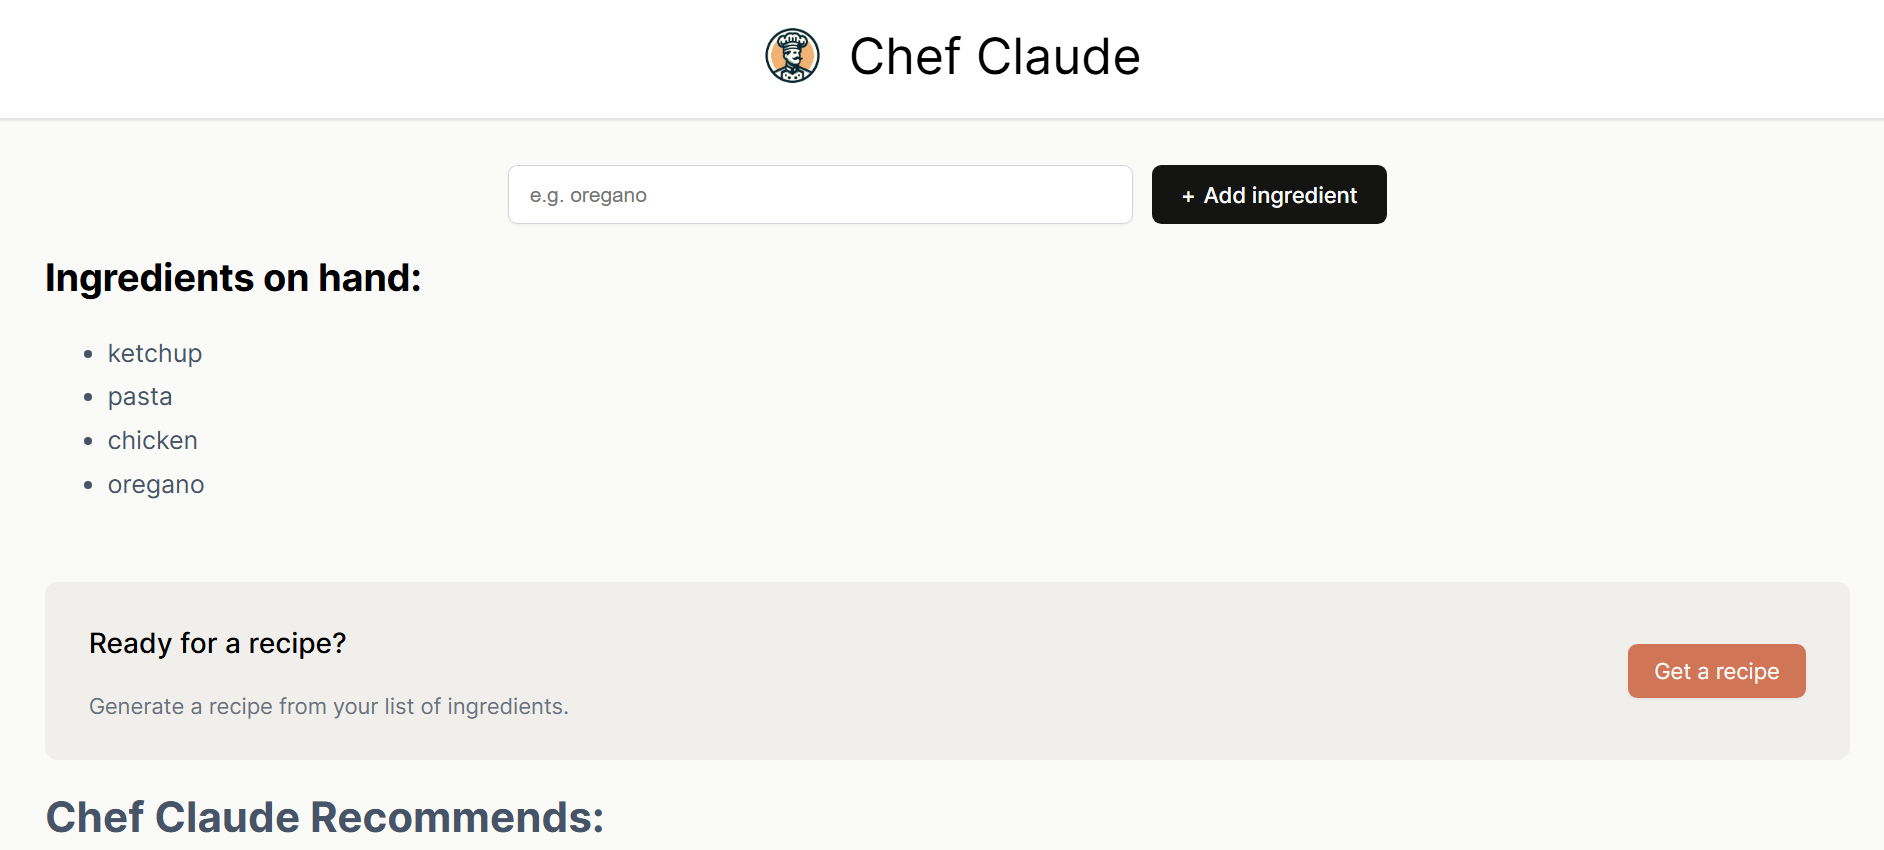 Chef Claude
e.g. oregano
+ Add ingredient
Ingredients on hand:
• ketchup
• pasta
• chicken
• oregano
Ready for a recipe?
Generate a recipe from your list of ingredients.
Get a recipe
Chef Claude Recommends: